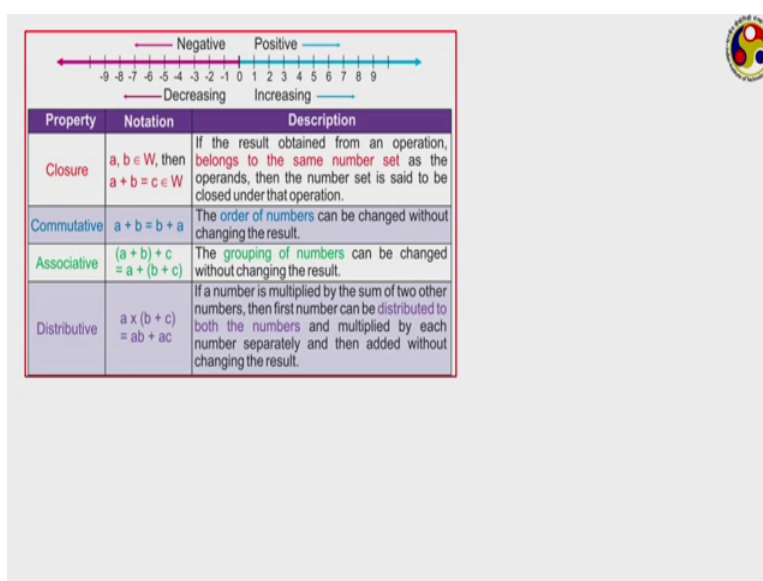 Negative Positive
-9 -8 -7 -6 -5 -4 -3 -2 -1 0 1 2 3 4 5 6 7 8 9
Decreasing Increasing
Property Notation Description
Closure
a, b ∈ W, then
a + b = c ∈ W
If the result obtained from an operation,
belongs to the same number set as the
operands, then the number set is said to be
closed under that operation.
Commutative
a + b = b + a
The order of numbers can be changed without
changing the result.
Associative
(a + b) + c
= a + (b + c)
The grouping of numbers can be changed
without changing the result.
Distributive
a x (b + c)
= ab + ac
If a number is multiplied by the sum of two other
numbers, then first number can be distributed to
both the numbers and multiplied by each
number separately and then added without
changing the result.